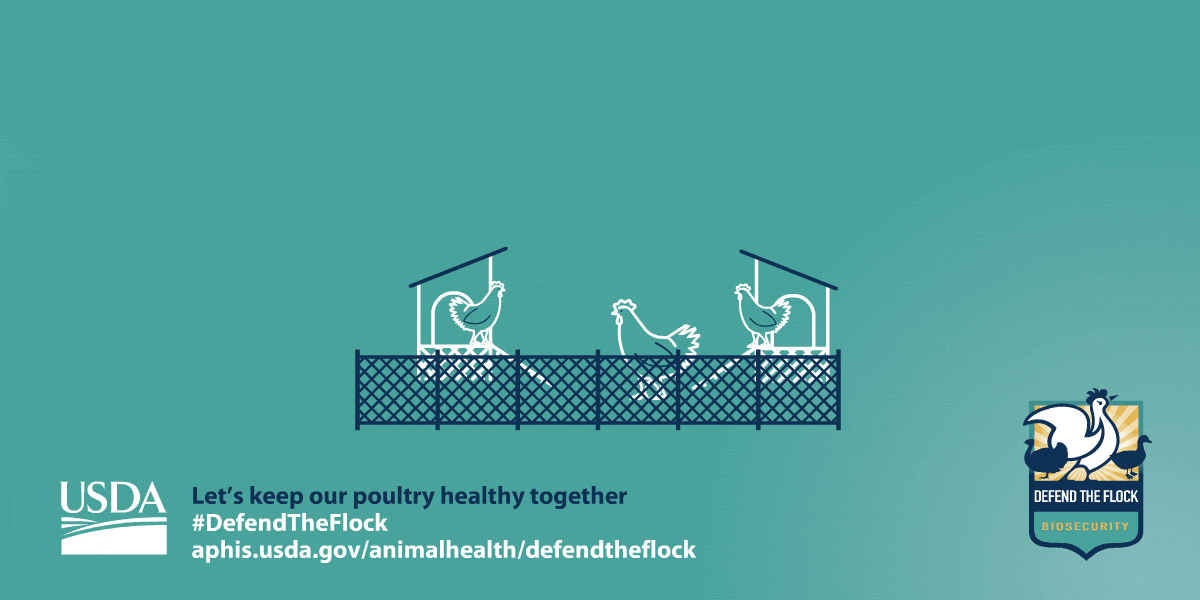 USDA
Let's keep our poultry healthy together
#DefendTheFlock
aphis.usda.gov/animalhealth/defendtheflock
DEFEND THE FLOCK
BIOSECURITY